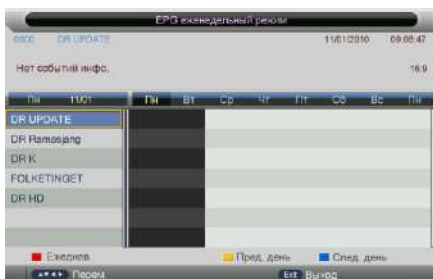 EPG еженедельный режим
0800 DR UPDATE 11/01/2010 09:08:47
Нет событий инфо. 16:9
Пн 11/01 Пн Вт Ср Чт Пт Сб Вс Пн
DR UPDATE
DR Ramasjang
DR K
FOLKETINGET
DR HD
Ежеднев. Пред. день След. день
Перем Exit Выход